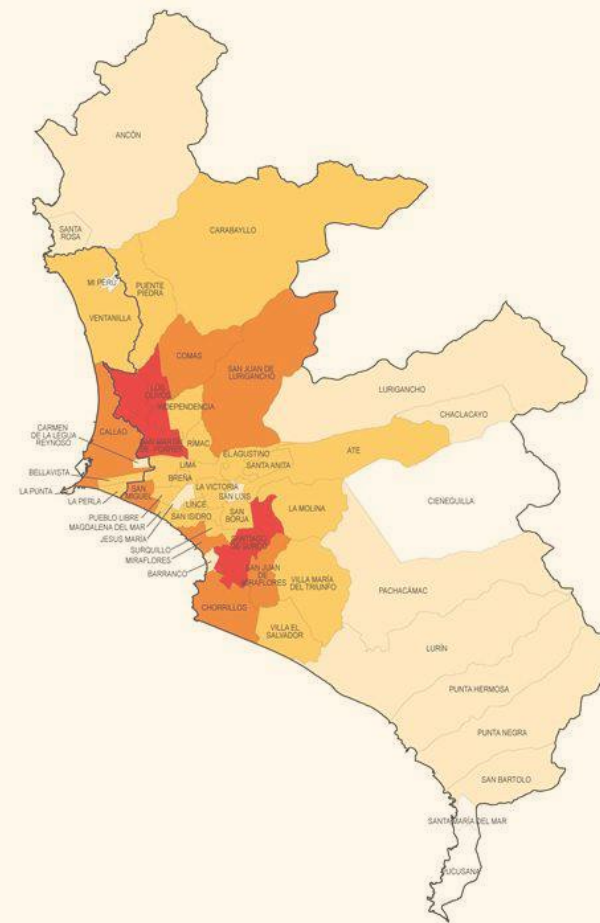 ANCÓN
SANTA
ROSA
CARABAYLLO
MI PERÚ
PUENTE
PIEDRA
VENTANILLA
COMAS
SAN JUAN DE
LURIGANCHO
LOS
OLIVOS
INDEPENDENCIA
LURIGANCHO
CHACLACAYO
CALLAO
CARMEN
DE LA LEGUA
REYNOSO
SAN MARTÍN
DE PORRES
RÍMAC
BELLAVISTA
LIMA
EL AGUSTINO
SANTA ANITA
ATE
BREÑA
LA PUNTA
LA PERLA
SAN
MIGUEL
LA VICTORIA
SAN LUIS
CIENEGUILLA
LINCE
PUEBLO LIBRE
MAGDALENA DEL MAR
JESUS MARÍA
SAN ISIDRO
SAN
BORJA
LA MOLINA
SURQUILLO
MIRAFLORES
BARRANCO
SANTIAGO
DE SURCO
SAN JUAN
DE
MIRAFLORES
VILLA MARÍA
DEL TRIUNFO
PACHACÁMAC
CHORRILLOS
VILLA EL
SALVADOR
LURÍN
PUNTA HERMOSA
PUNTA NEGRA
SAN BARTOLO
SANTA MARÍA DEL MAR
PUCUSANA